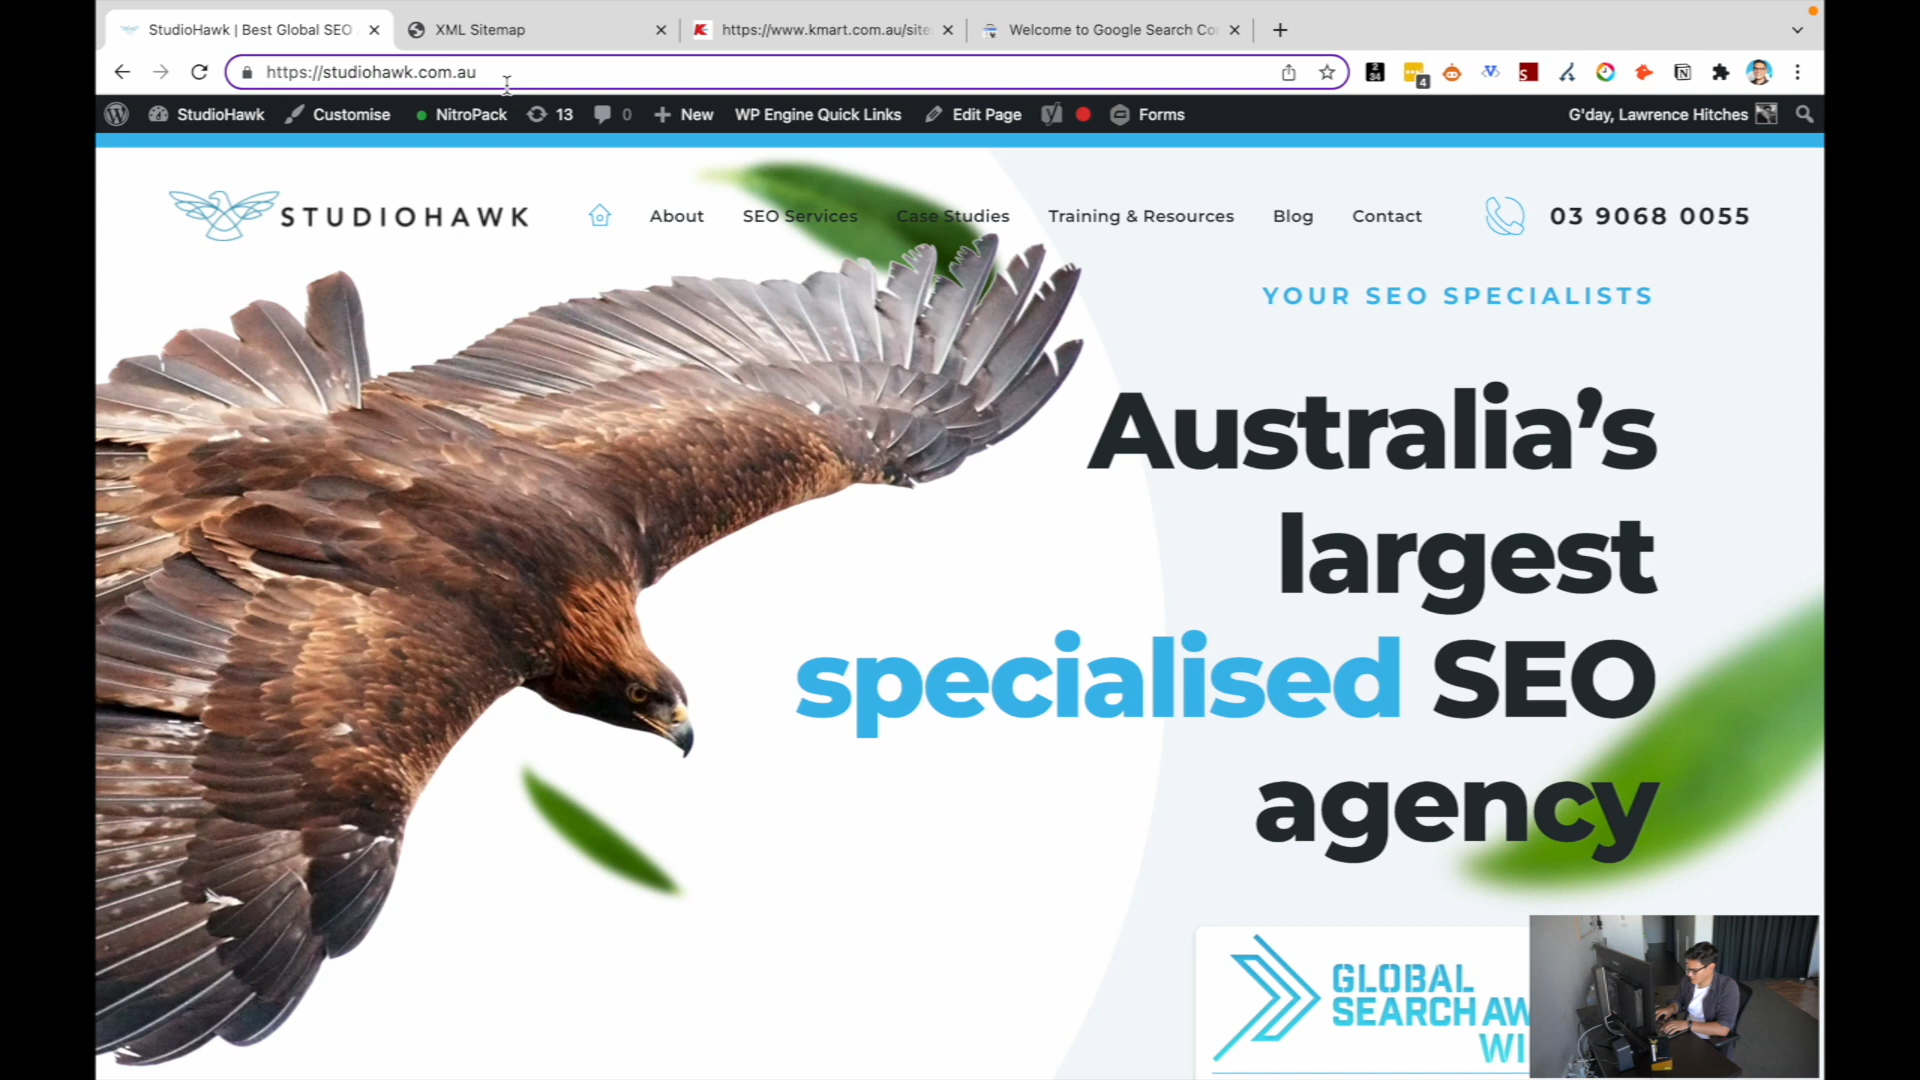 StudioHawk | Best Global SEO
XML Sitemap
https://www.kmart.com.au/site
Welcome to Google Search Co
https://studiohawk.com.au
StudioHawk
Customise
NitroPack
13
0
New
WP Engine Quick Links
Edit Page
Forms
G'day, Lawrence Hitches
STUDIOHAWK
About
SEO Services
Case Studies
Training & Resources
Blog
Contact
03 9068 0055
YOUR SEO SPECIALISTS
Australia’s
largest
specialised SEO
agency
GLOBAL
SEARCH AW
WI